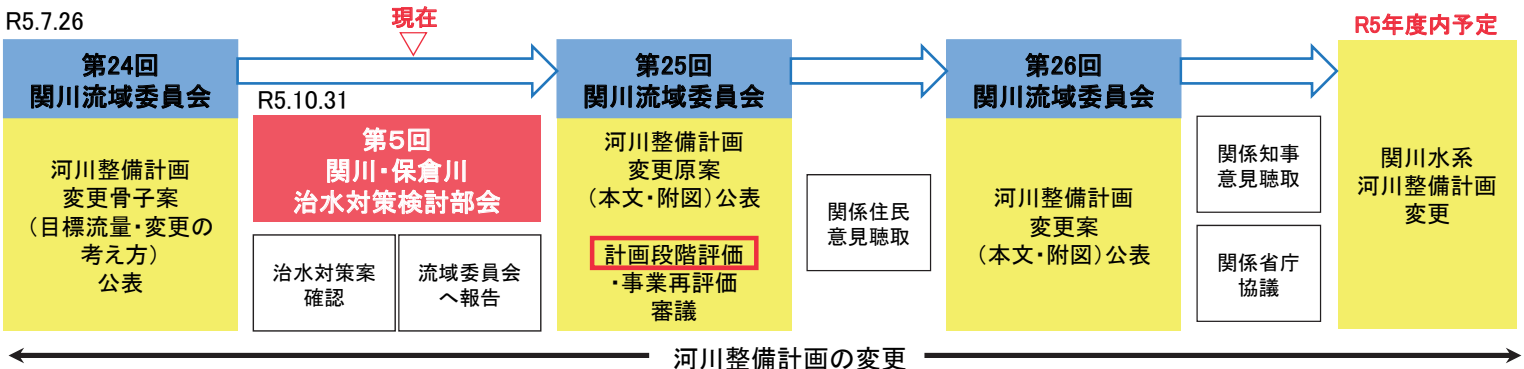 R5.7.26
第24回
関川流域委員会
河川整備計画
変更骨子案
(目標流量・変更の
考え方)
公表
現在
R5.10.31
第5回
関川・保倉川
治水対策検討部会
治水対策案
確認
流域委員会
へ報告
第25回
関川流域委員会
河川整備計画
変更原案
(本文・附図)公表
計画段階評価
・事業再評価
審議
関係住民
意見聴取
第26回
関川流域委員会
河川整備計画
変更案
(本文・附図)公表
関係知事
意見聴取
関係省庁
協議
R5年度内予定
関川水系
河川整備計画
変更
河川整備計画の変更